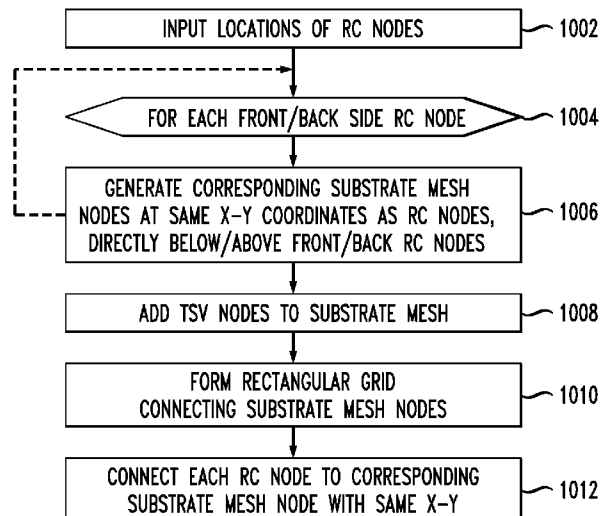 INPUT LOCATIONS OF RC NODES
1002
FOR EACH FRONT/BACK SIDE RC NODE
1004
GENERATE CORRESPONDING SUBSTRATE MESH
NODES AT SAME X-Y COORDINATES AS RC NODES,
DIRECTLY BELOW/ABOVE FRONT/BACK RC NODES
1006
ADD TSV NODES TO SUBSTRATE MESH
1008
FORM RECTANGULAR GRID
CONNECTING SUBSTRATE MESH NODES
1010
CONNECT EACH RC NODE TO CORRESPONDING
SUBSTRATE MESH NODE WITH SAME X-Y
1012